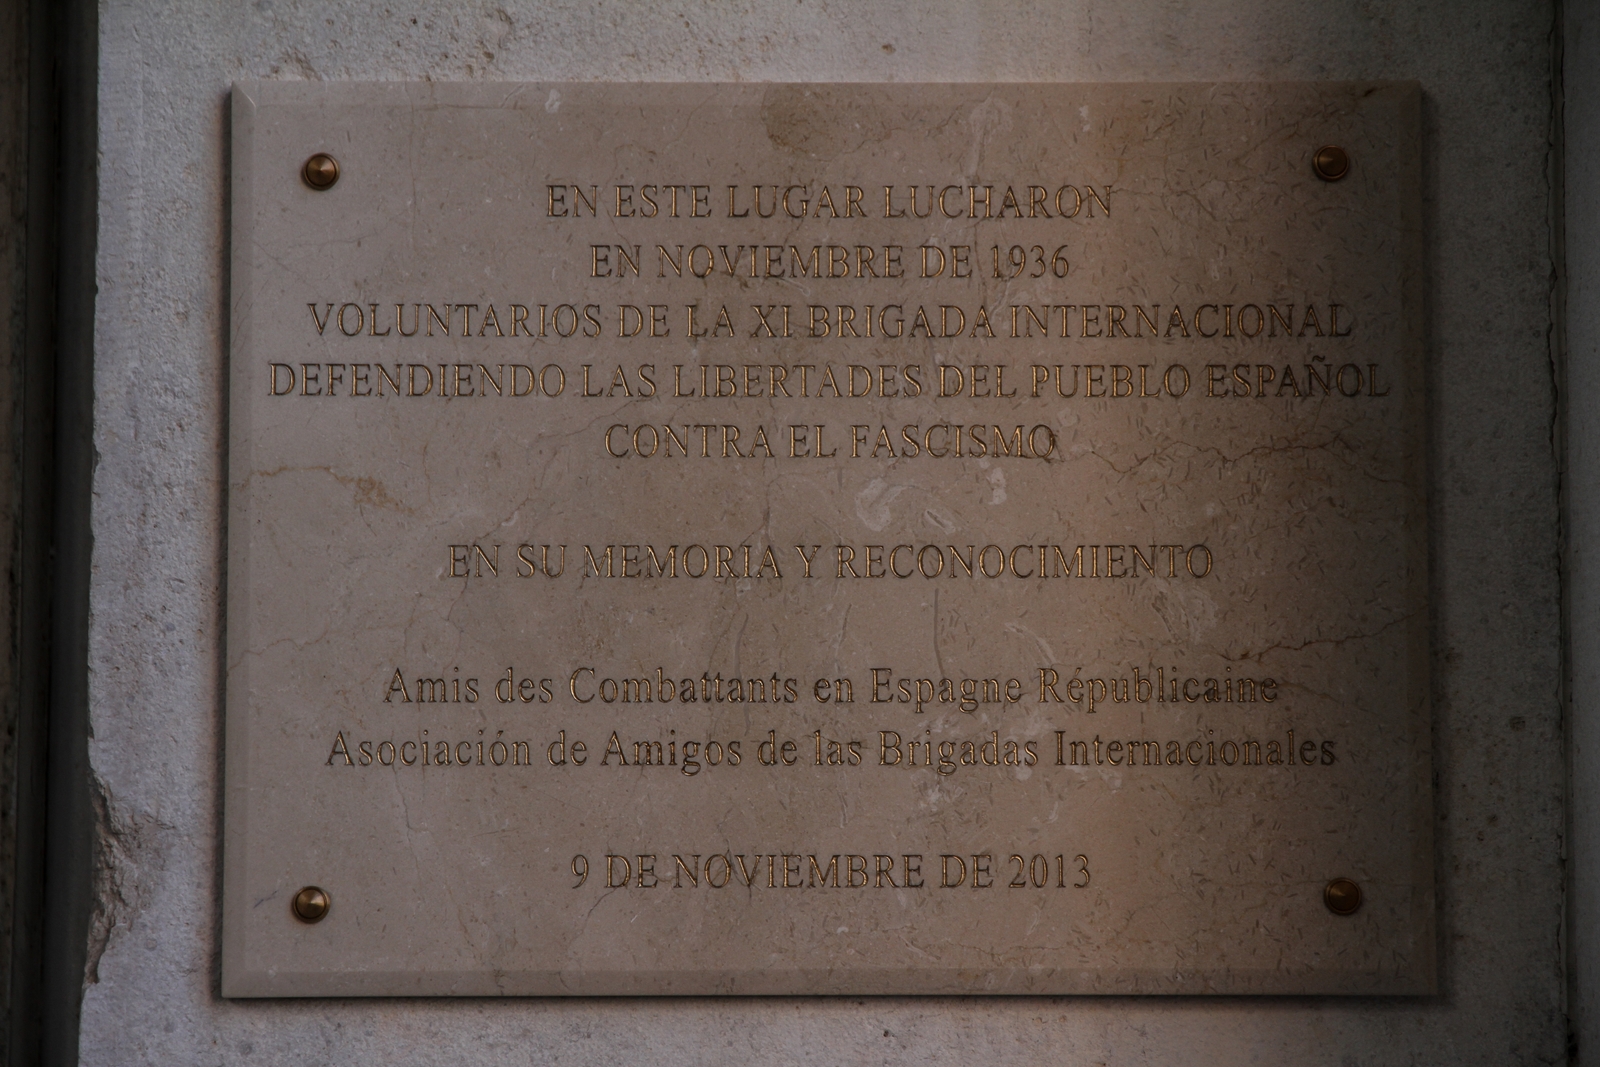 EN ESTE LUGAR LUCHARON
EN NOVIEMBRE DE 1936
VOLUNTARIOS DE LA XI BRIGADA INTERNACIONAL
DEFENDIENDO LAS LIBERTADES DEL PUEBLO ESPAÑOL
CONTRA EL FASCISMO
EN SU MEMORIA Y RECONOCIMIENTO
Amis des Combattants en Espagne Républicaine
Asociación de Amigos de las Brigadas Internacionales
9 DE NOVIEMBRE DE 2013